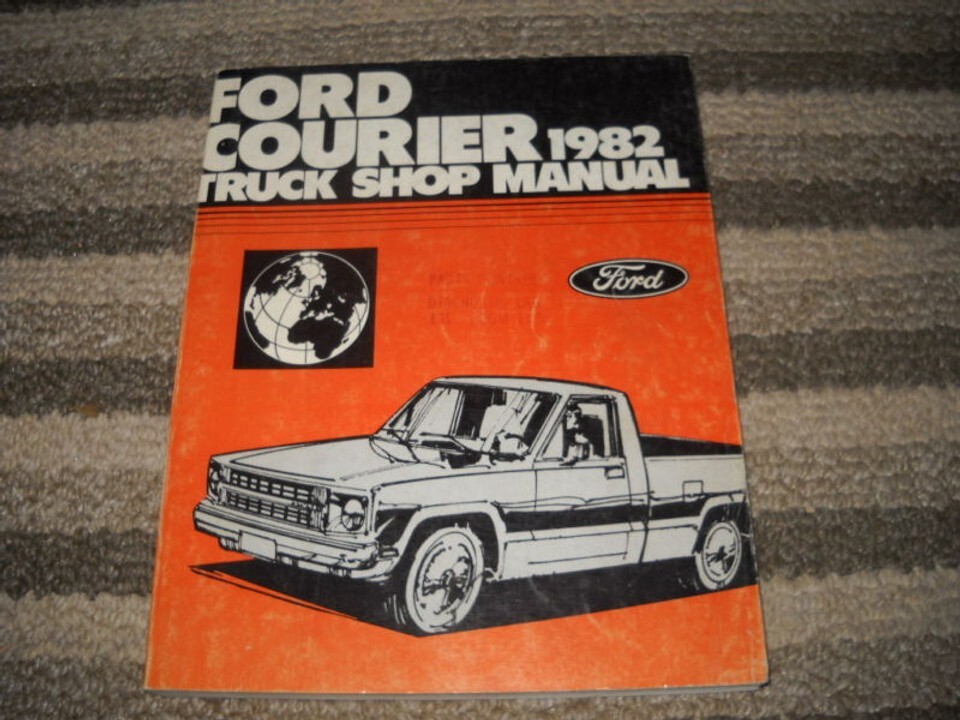 FORD
COURIER 1982
TRUCK SHOP MANUAL
Ford